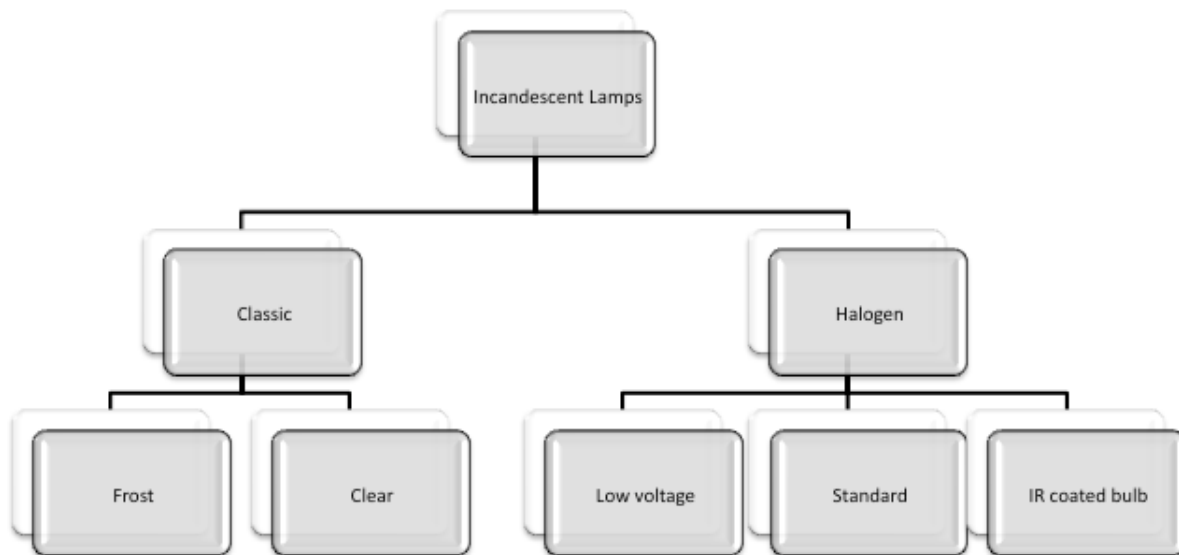 Incandescent Lamps
Classic
Halogen
Frost
Clear
Low voltage
Standard
IR coated bulb